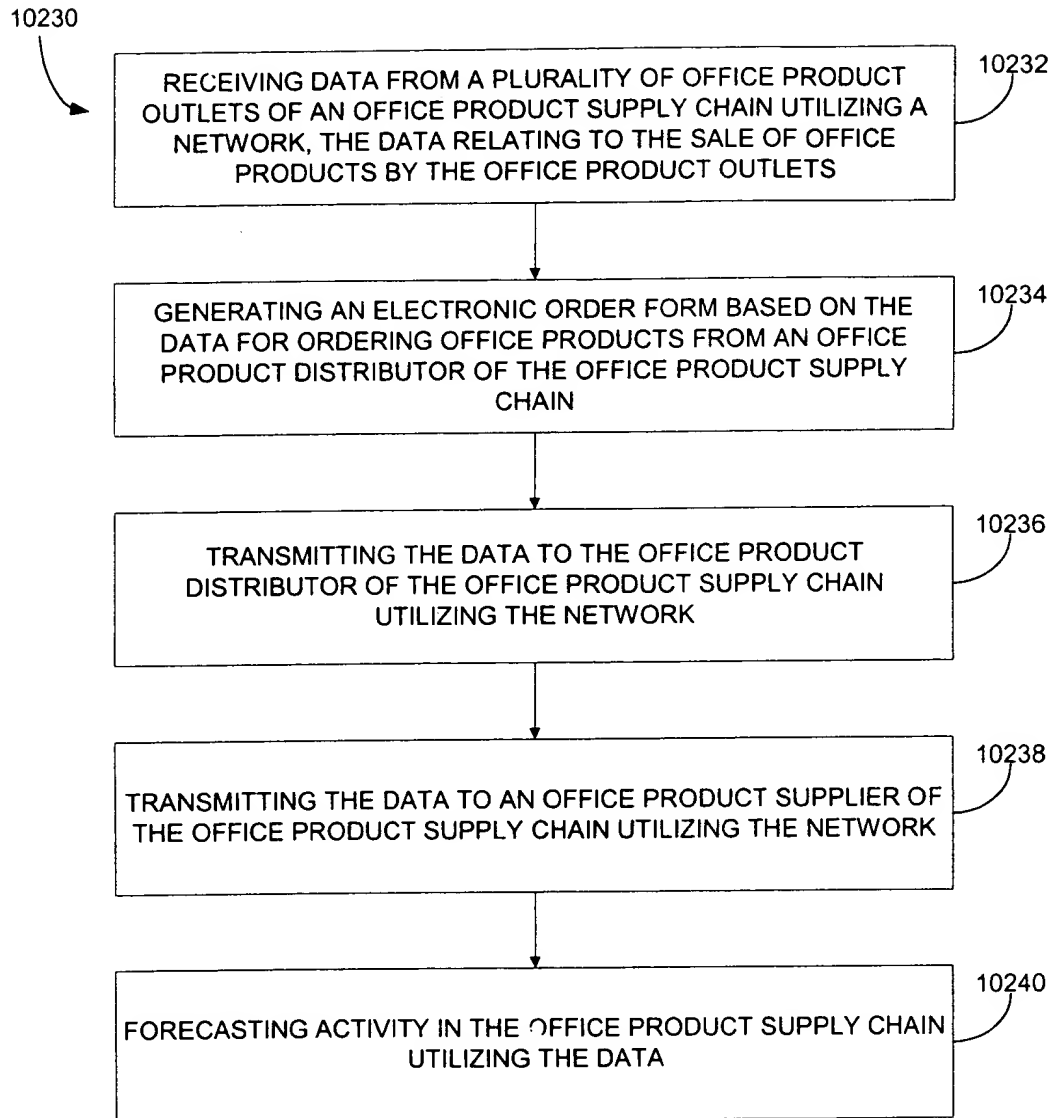 10230
RECEIVING DATA FROM A PLURALITY OF OFFICE PRODUCT
OUTLETS OF AN OFFICE PRODUCT SUPPLY CHAIN UTILIZING A
NETWORK, THE DATA RELATING TO THE SALE OF OFFICE
PRODUCTS BY THE OFFICE PRODUCT OUTLETS
10232
GENERATING AN ELECTRONIC ORDER FORM BASED ON THE
DATA FOR ORDERING OFFICE PRODUCTS FROM AN OFFICE
PRODUCT DISTRIBUTOR OF THE OFFICE PRODUCT SUPPLY
CHAIN
10234
TRANSMITTING THE DATA TO THE OFFICE PRODUCT
DISTRIBUTOR OF THE OFFICE PRODUCT SUPPLY CHAIN
UTILIZING THE NETWORK
10236
TRANSMITTING THE DATA TO AN OFFICE PRODUCT SUPPLIER OF
THE OFFICE PRODUCT SUPPLY CHAIN UTILIZING THE NETWORK
10238
FORECASTING ACTIVITY IN THE OFFICE PRODUCT SUPPLY CHAIN
UTILIZING THE DATA
10240